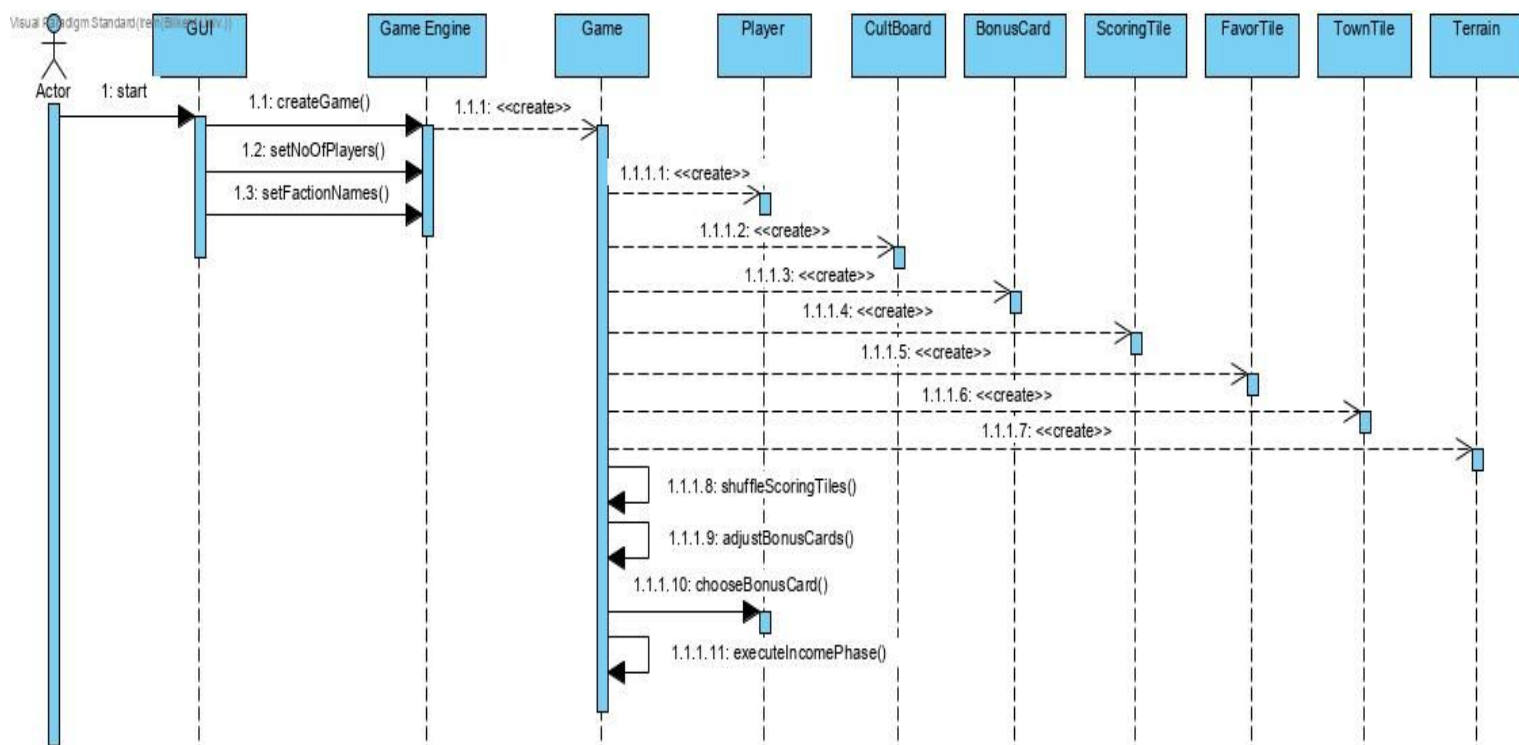 Visual Paradigm Standard(Irem(Bilkent Univ.))
GUI
Game Engine
Game
Player
CultBoard
BonusCard
ScoringTile
FavorTile
TownTile
Terrain
Actor
1: start
1.1: createGame()
1.1.1: <<create>>
1.2: setNoOfPlayers()
1.3: setFactionNames()
1.1.1.1: <<create>>
1.1.1.2: <<create>>
1.1.1.3: <<create>>
1.1.1.4: <<create>>
1.1.1.5: <<create>>
1.1.1.6: <<create>>
1.1.1.7: <<create>>
1.1.1.8: shuffleScoringTiles()
1.1.1.9: adjustBonusCards()
1.1.1.10: chooseBonusCard()
1.1.1.11: executeIncomePhase()